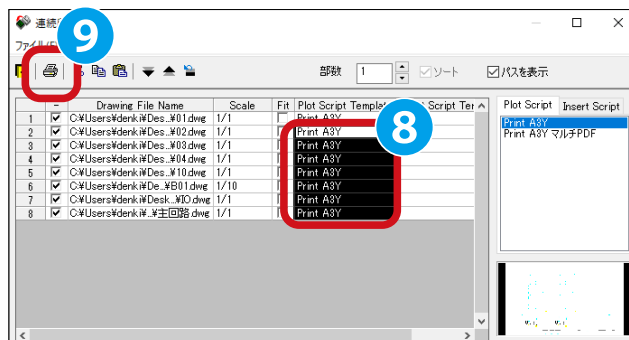 連続
9
ファイル(F)
部数 1 ソート パスを表示
- Drawing File Name Scale Fit Plot Script Templat Script Ter
Plot Script Insert Script
8
1 C:¥Users¥denki¥Des..¥01.dwg 1/1 Print A3Y
2 C:¥Users¥denki¥Des..¥02.dwg 1/1 Print A3Y
3 C:¥Users¥denki¥Des..¥03.dwg 1/1 Print A3Y
4 C:¥Users¥denki¥Des..¥04.dwg 1/1 Print A3Y
5 C:¥Users¥denki¥Des..¥10.dwg 1/1 Print A3Y
6 C:¥Users¥denki¥De..¥B01.dwg 1/10 Print A3Y
7 C:¥Users¥denki¥Desk...¥IO.dwg 1/1 Print A3Y
8 C:¥Users¥denki¥..¥主回路.dwg 1/1 Print A3Y
Print A3Y
Print A3Y マルチPDF